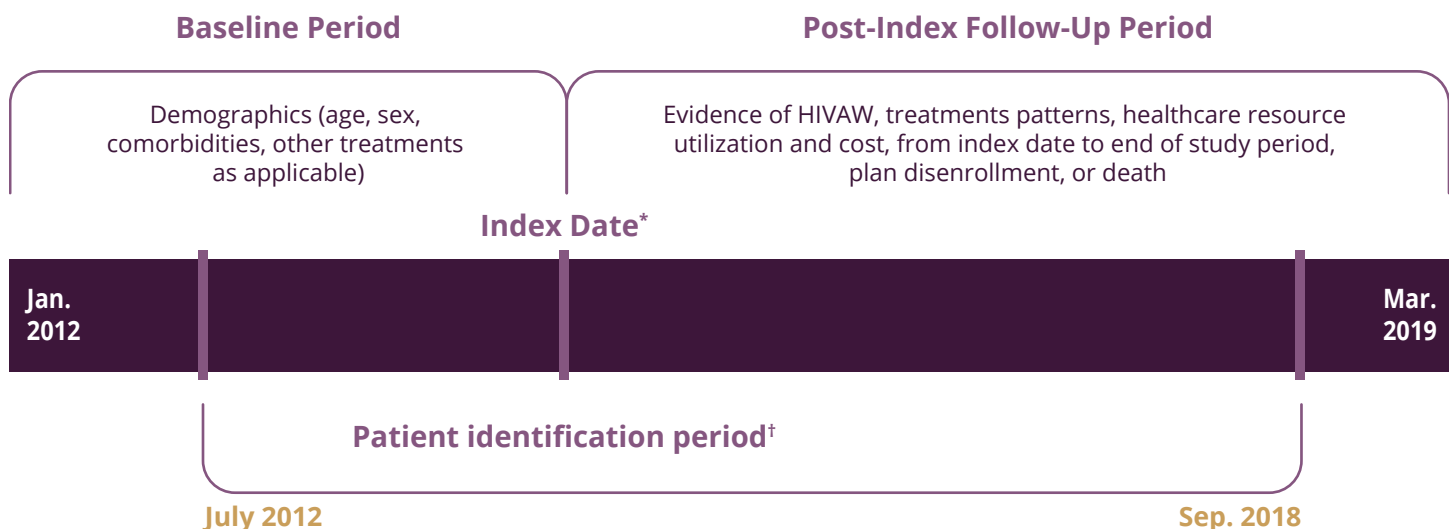 Baseline Period
Post-Index Follow-Up Period
Demographics (age, sex,
comorbidities, other treatments
as applicable)
Evidence of HIVAW, treatments patterns, healthcare resource
utilization and cost, from index date to end of study period,
plan disenrollment, or death
Index Date*
Jan.
2012
Mar.
2019
Patient identification period†
July 2012
Sep. 2018